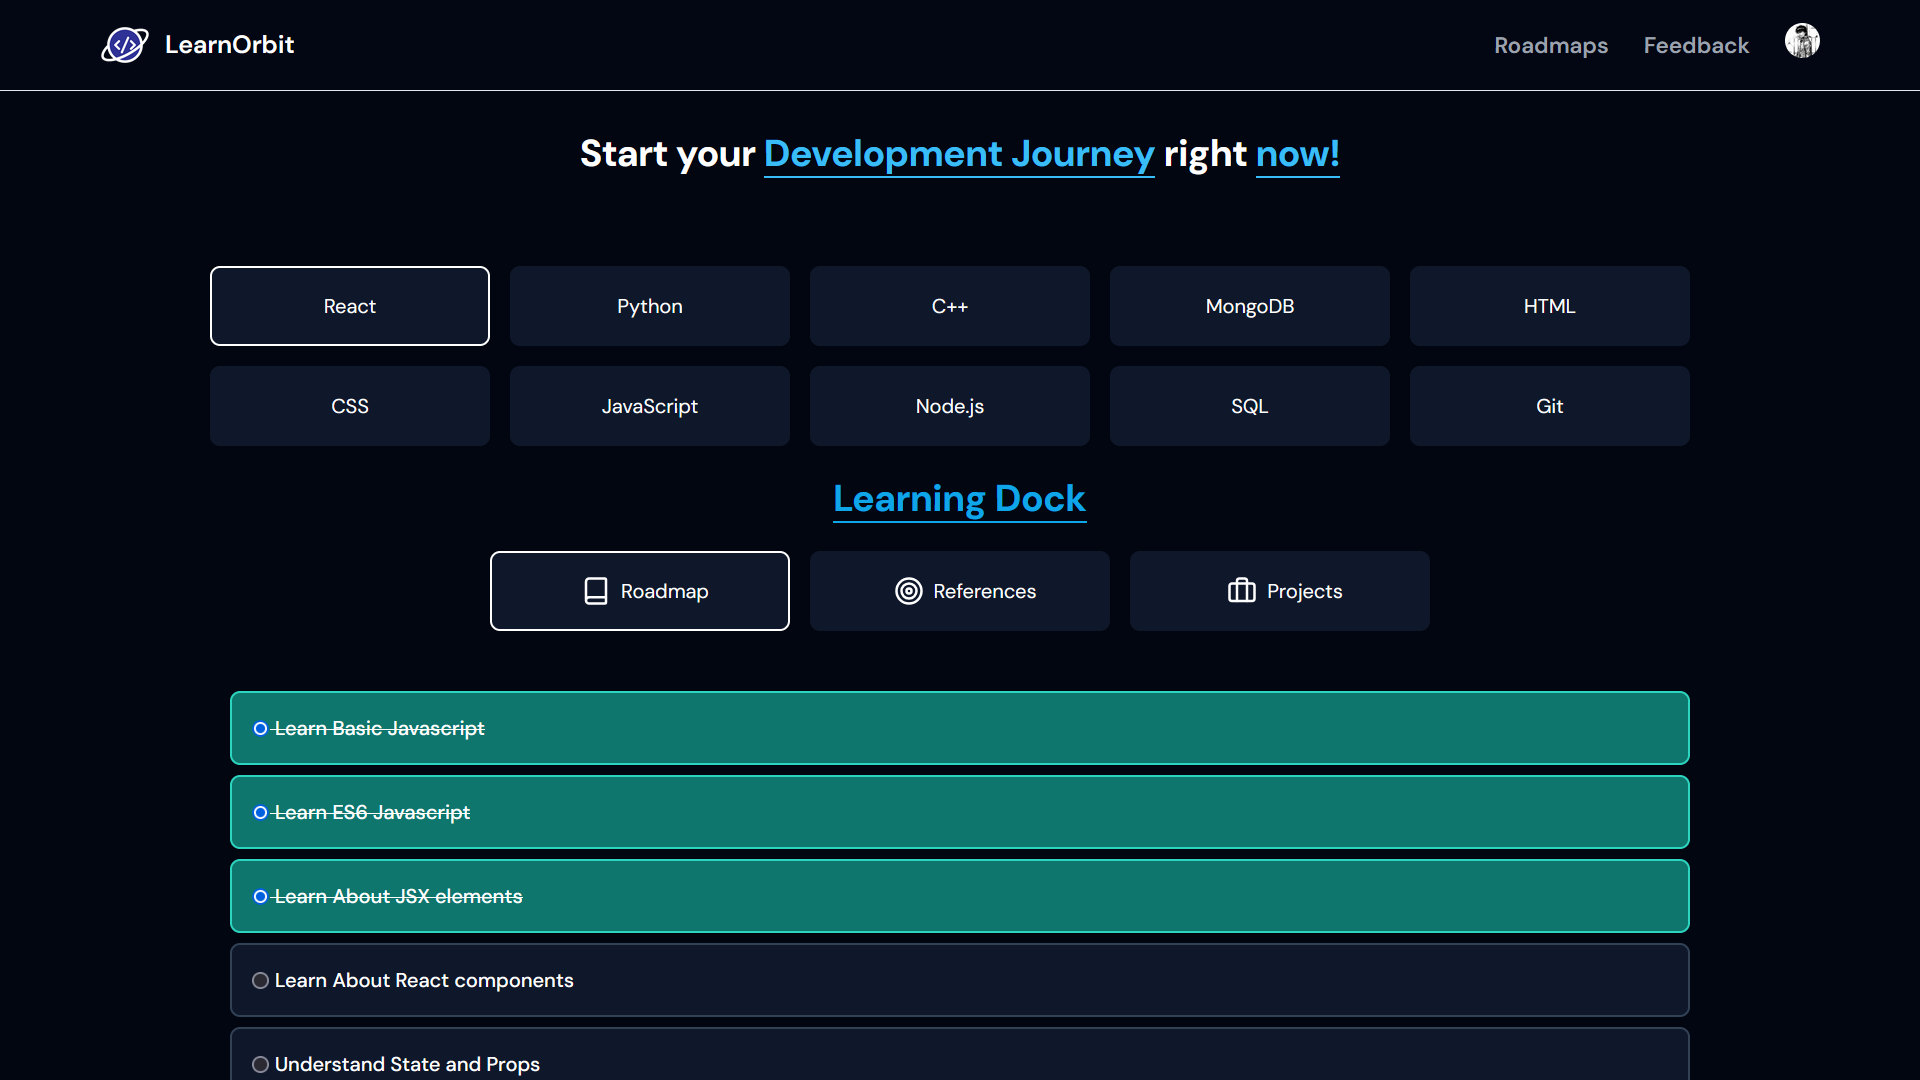 LearnOrbit
Roadmaps Feedback
Start your Development Journey right now!
React Python C++ MongoDB HTML
CSS JavaScript Node.js SQL Git
Learning Dock
Roadmap References Projects
Learn Basic Javascript
Learn ES6 Javascript
Learn About JSX elements
Learn About React components
Understand State and Props